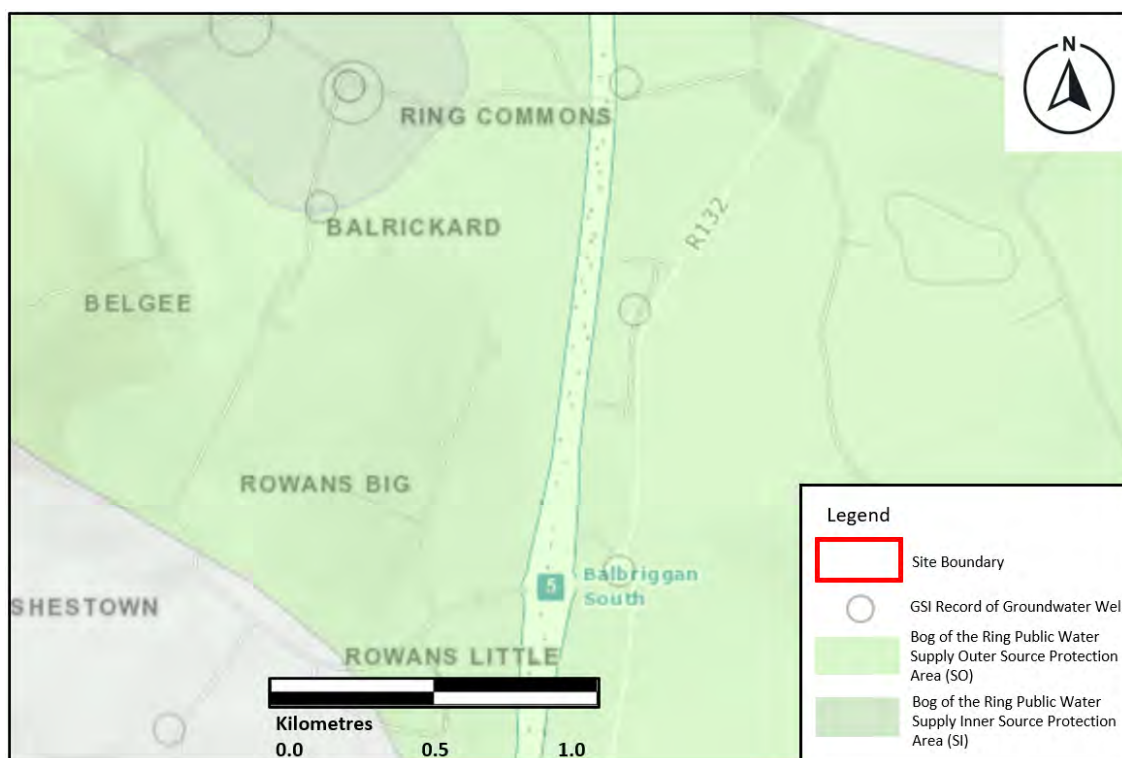 N
RING COMMONS
BALRICKARD
R132
BELGEE
ROWANS BIG
5
Balbriggan
South
SHESTOWN
ROWANS LITTLE
Kilometres
0.0 0.5 1.0
Legend
Site Boundary
GSI Record of Groundwater Wel
Bog of the Ring Public Water
Supply Outer Source Protection
Area (SO)
Bog of the Ring Public Water
Supply Inner Source Protection
Area (SI)